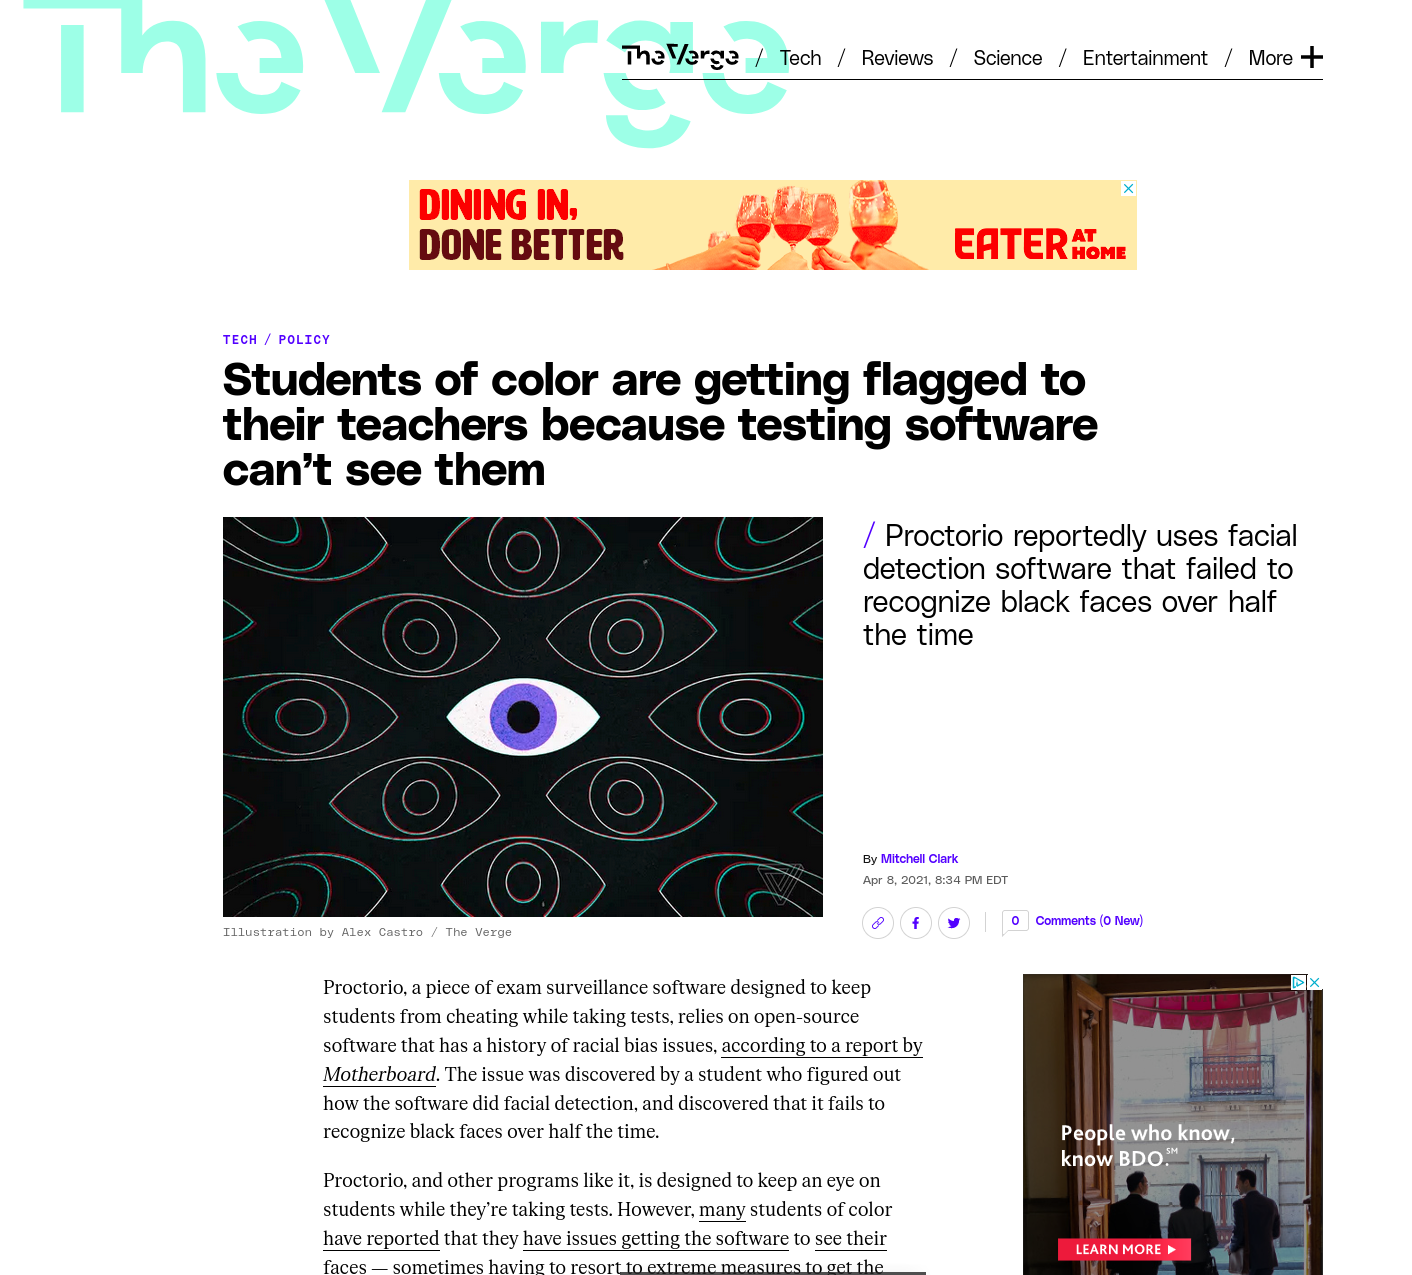 The Verge
TheVerge / Tech / Reviews / Science / Entertainment / More
DINING IN,
DONE BETTER
EATER AT
HOME
TECH / POLICY
Students of color are getting flagged to
their teachers because testing software
can’t see them
/ Proctorio reportedly uses facial
detection software that failed to
recognize black faces over half
the time
By Mitchell Clark
Apr 8, 2021, 8:34 PM EDT
0 Comments (0 New)
Illustration by Alex Castro / The Verge
Proctorio, a piece of exam surveillance software designed to keep
students from cheating while taking tests, relies on open-source
software that has a history of racial bias issues, according to a report by
Motherboard. The issue was discovered by a student who figured out
how the software did facial detection, and discovered that it fails to
recognize black faces over half the time.
Proctorio, and other programs like it, is designed to keep an eye on
students while they’re taking tests. However, many students of color
have reported that they have issues getting the software to see their
faces — sometimes having to resort to extreme measures to get the
People who know,
know BDO.SM
LEARN MORE